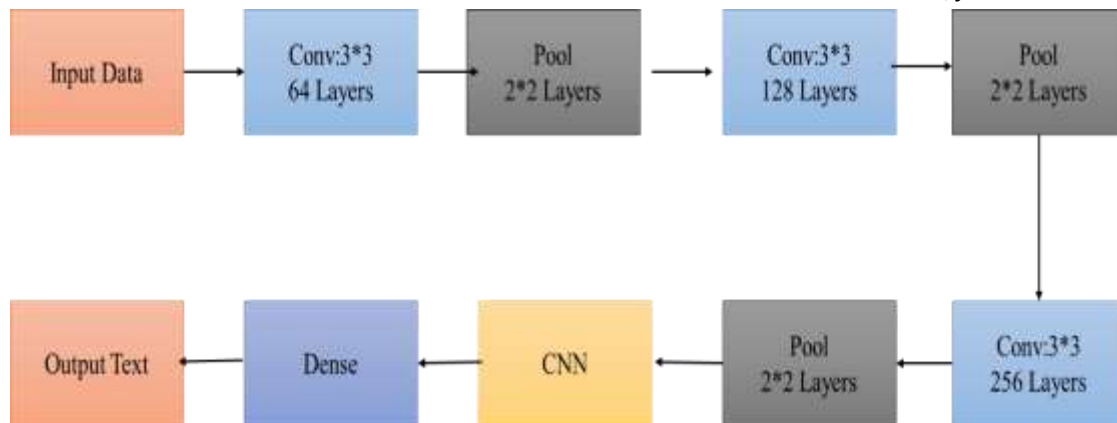 Input Data
Conv:3*3
64 Layers
Pool
2*2 Layers
Conv:3*3
128 Layers
Pool
2*2 Layers
Conv:3*3
256 Layers
Pool
2*2 Layers
CNN
Dense
Output Text